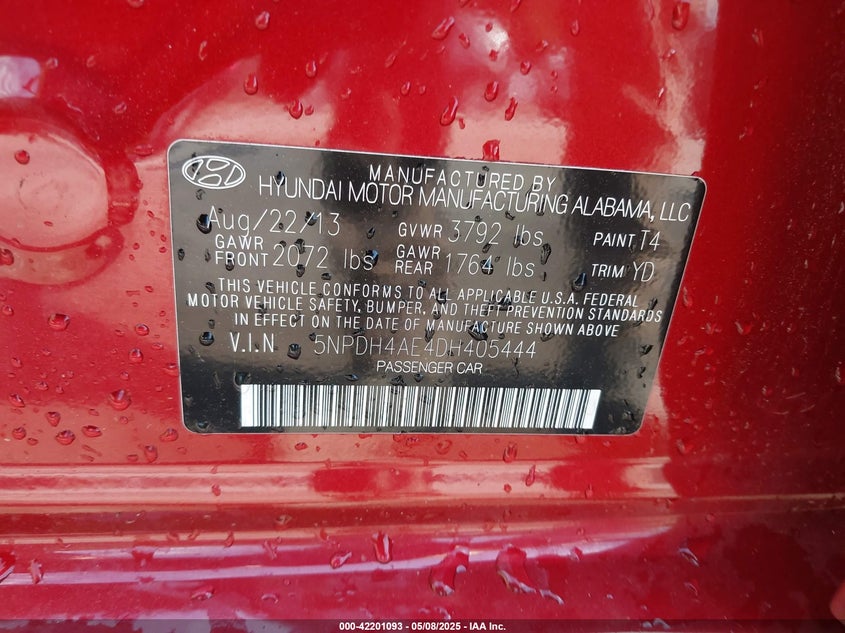 MANUFACTURED BY
HYUNDAI MOTOR MANUFACTURING ALABAMA, LLC
Aug/22/13 GVWR 3792 lbs PAINT T4
GAWR FRONT 2072 lbs GAWR REAR 1764 lbs TRIM YD
THIS VEHICLE CONFORMS TO ALL APPLICABLE U.S.A. FEDERAL
MOTOR VEHICLE SAFETY, BUMPER, AND THEFT PREVENTION STANDARDS
IN EFFECT ON THE DATE OF MANUFACTURE SHOWN ABOVE
V.I.N 5NPDH4AE4DH405444
PASSENGER CAR
000-42201093 - 05/08/2025 - IAA Inc.